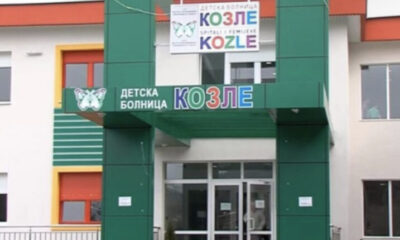 ДЕТСКА БОЛНИЦА
КОЗЛЕ
SPITALI I FEMIJËVE
KOZLE
ДЕТСКА
БОЛНИЦА
КОЗЛЕ